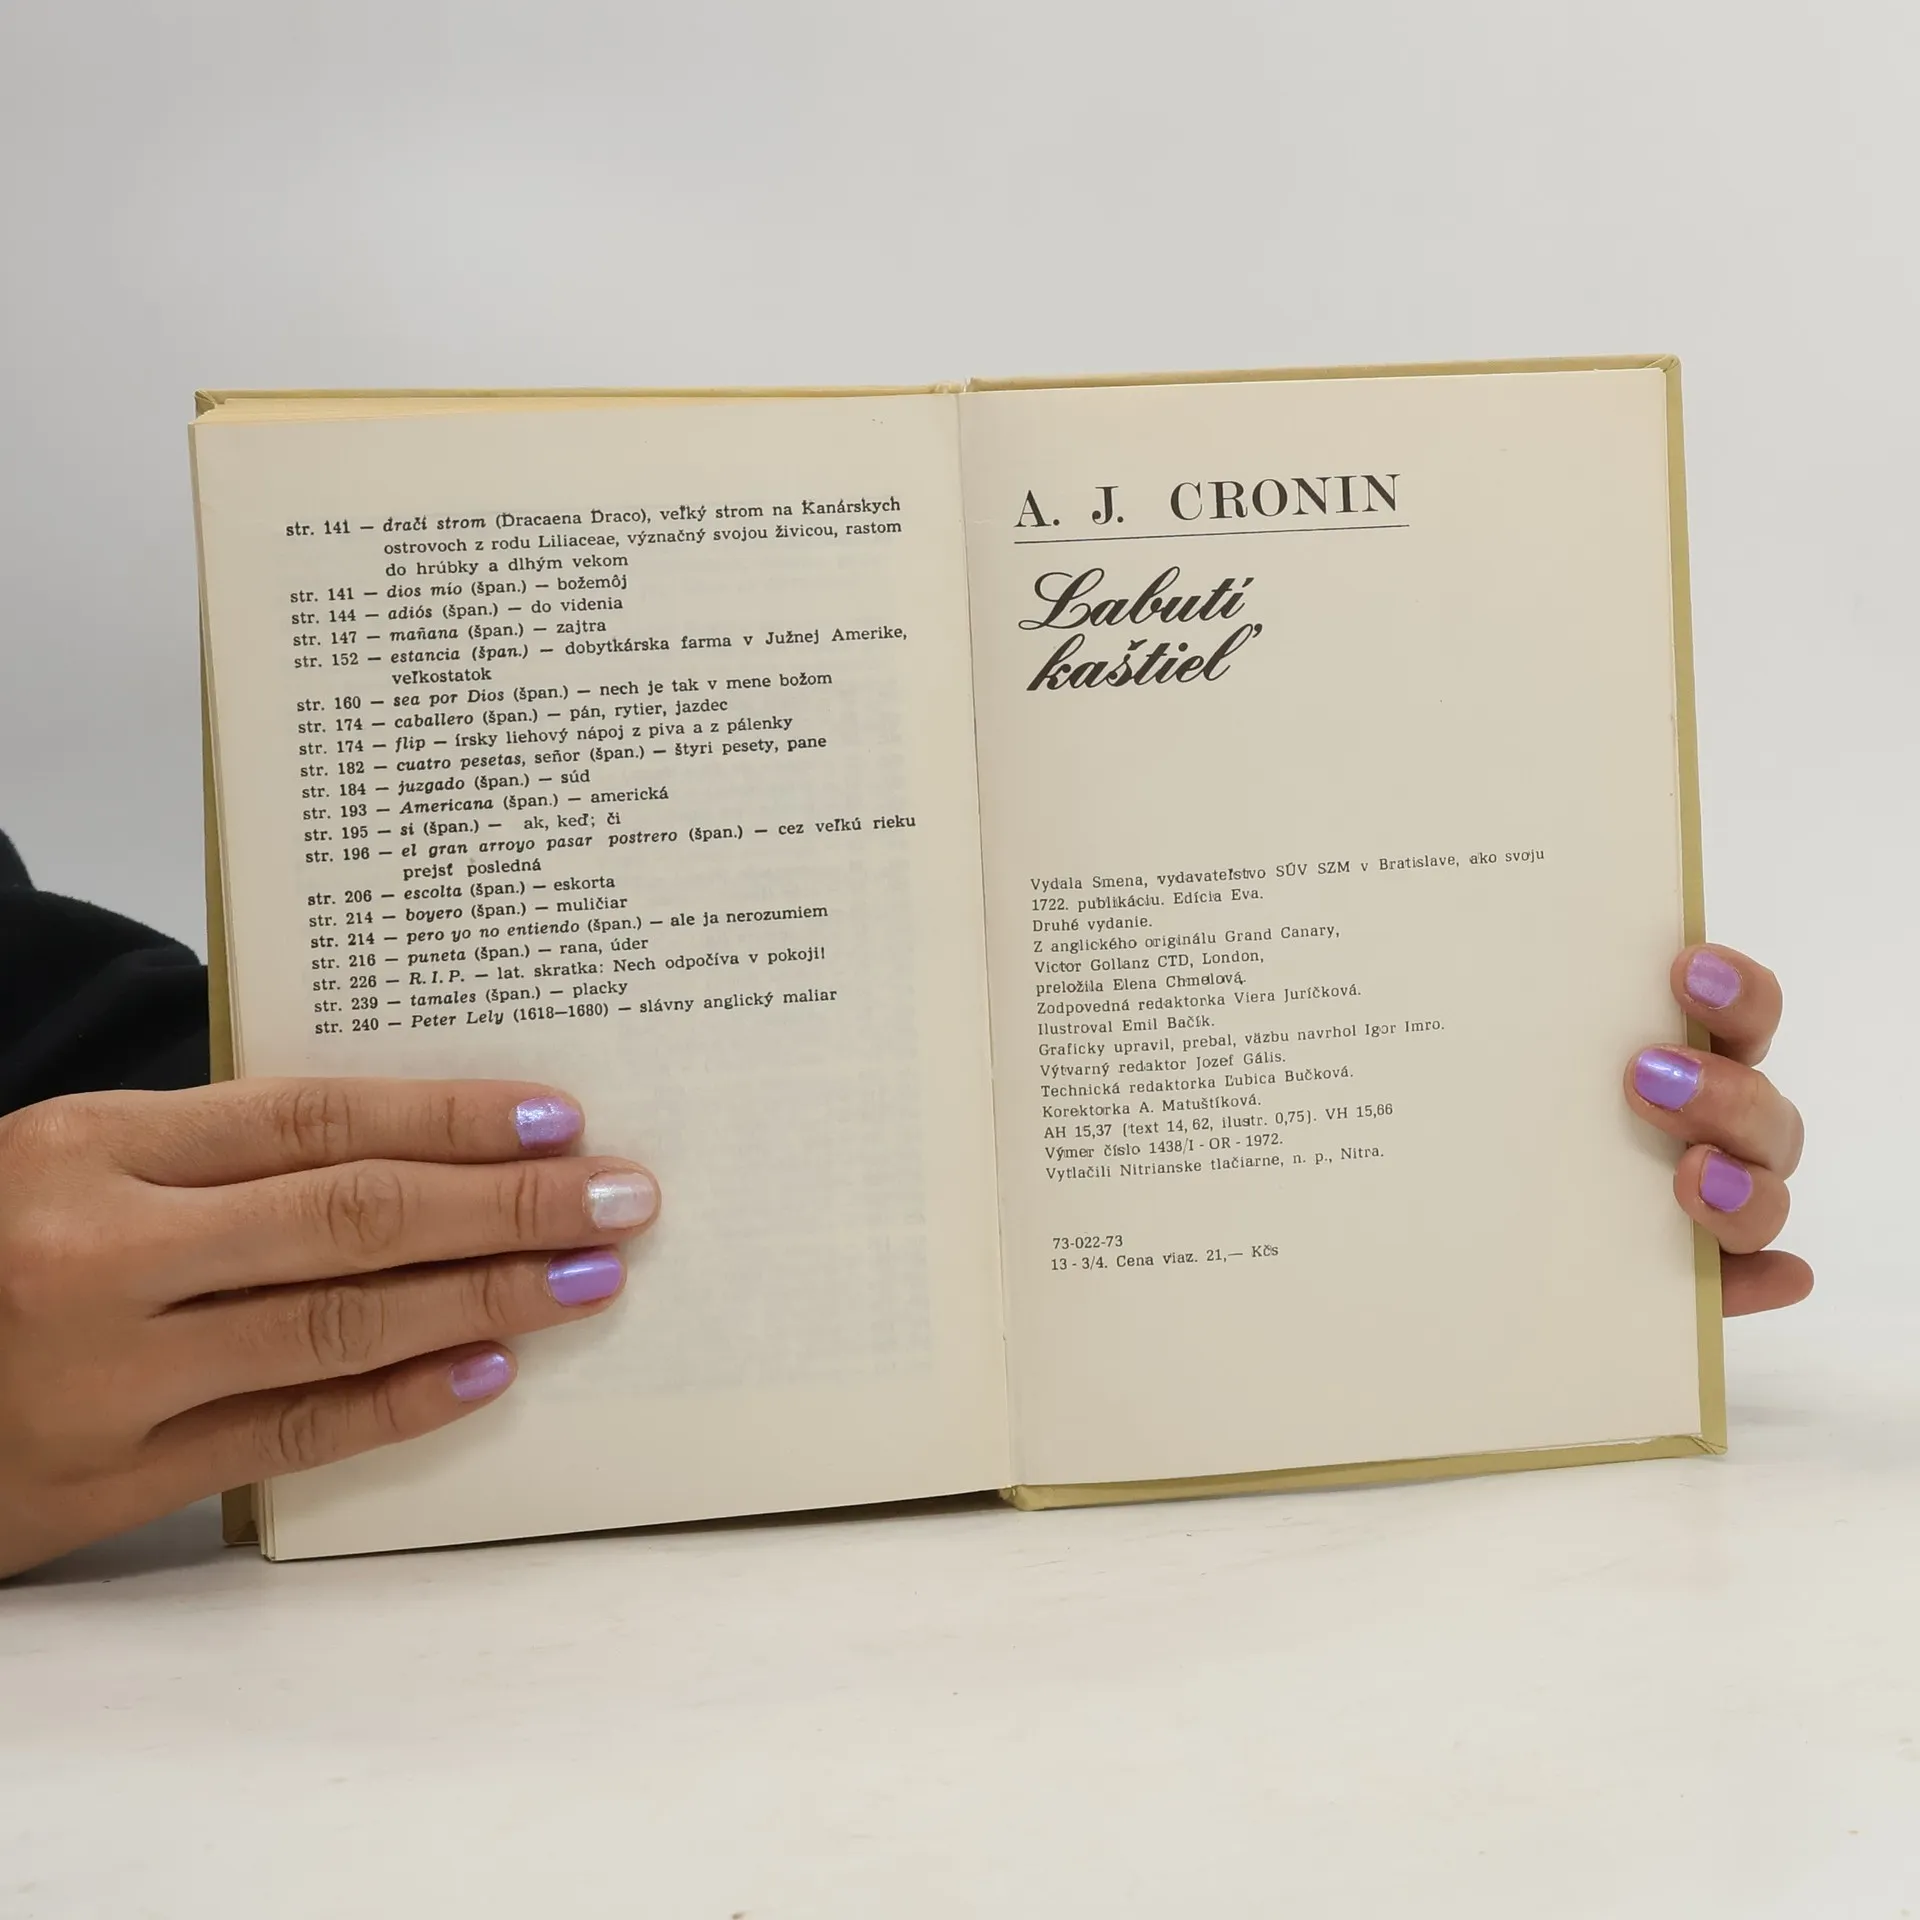 str. 141 — dračí strom (Dracaena Draco), veľký strom na Kanárskych
ostrovoch z rodu Liliaceae, význačný svojou živicou, rastom
do hrúbky a dlhým vekom
str. 141 — dios mío (špan.) — božemôj
str. 144 — adiós (špan.) — do videnia
str. 147 — mañana (špan.) — zajtra
str. 152 — estancia (špan.) — dobytkárska farma v Južnej Amerike,
veľkostatok
str. 160 — sea por Dios (špan.) — nech je tak v mene božom
str. 174 — caballero (špan.) — pán, rytier, jazdec
str. 174 — flip — írsky liehový nápoj z piva a z pálenky
str. 182 — cuatro pesetas, señor (špan.) — štyri pesety, pane
str. 184 — juzgado (špan.) — súd
str. 193 — Americana (špan.) — americká
str. 195 — si (špan.) — ak, keď; či
str. 196 — el gran arroyo pasar postrero (špan.) — cez veľkú rieku
prejsť posledná
str. 206 — escolta (špan.) — eskorta
str. 214 — boyero (špan.) — muličiar
str. 214 — pero yo no entiendo (špan.) — ale ja nerozumiem
str. 216 — puneta (špan.) — rana, úder
str. 226 — R. I. P. — lat. skratka: Nech odpočíva v pokoji!
str. 239 — tamales (špan.) — placky
str. 240 — Peter Lely (1618—1680) — slávny anglický maliar
A. J. CRONIN
Labutí
kaštieľ
Vydala Smena, vydavateľstvo SÚV SZM v Bratislave, ako svoju
1722. publikáciu. Edícia Eva.
Druhé vydanie.
Z anglického originálu Grand Canary,
Victor Gollanz CTD, London,
preložila Elena Chmelová.
Zodpovedná redaktorka Viera Juríčková.
Ilustroval Emil Bačík.
Graficky upravil, prebal, väzbu navrhol Igor Imro.
Výtvarný redaktor Jozef Gális.
Technická redaktorka Ľubica Bučková.
Korektorka A. Matuštíková.
AH 15,37 (text 14, 62, ilustr. 0,75). VH 15,66
Výmer číslo 1438/I - OR - 1972.
Vytlačili Nitrianske tlačiarne, n. p., Nitra.
73-022-73
13 - 3/4. Cena viaz. 21,— Kčs